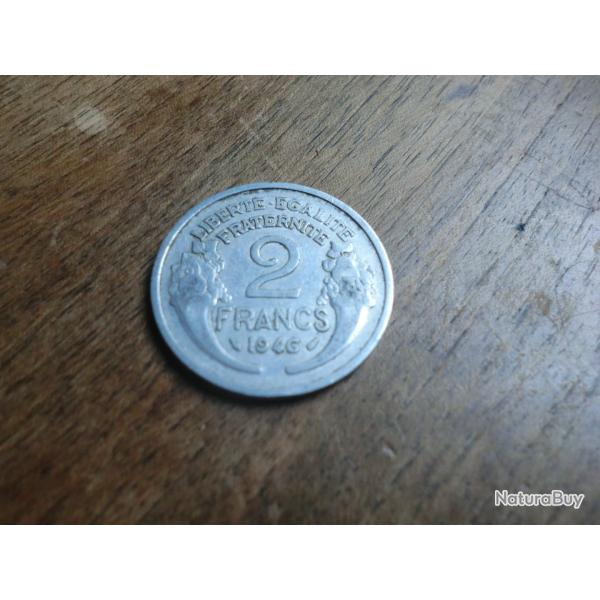 LIBERTE · EGALITE
FRATERNITE
2
FRANCS
1946
NaturaBuy